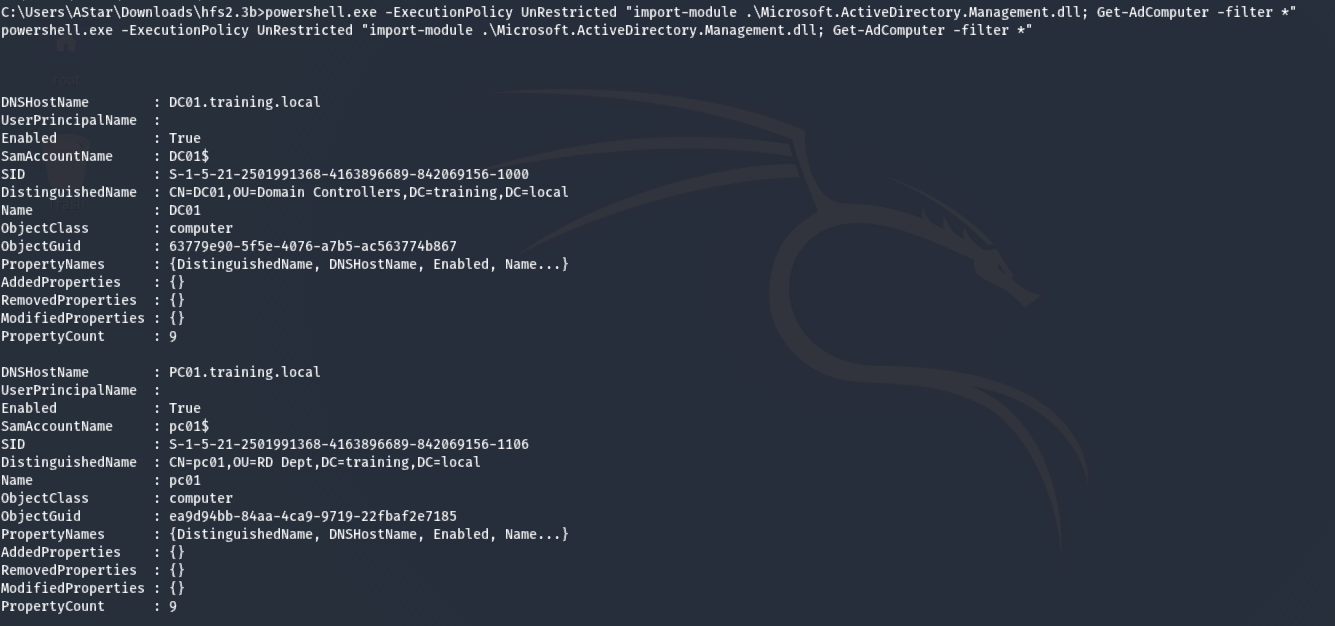 C:\Users\AStar\Downloads\hfs2.3b>powershell.exe -ExecutionPolicy UnRestricted "import-module .\Microsoft.ActiveDirectory.Management.dll; Get-AdComputer -filter *"
powershell.exe -ExecutionPolicy UnRestricted "import-module .\Microsoft.ActiveDirectory.Management.dll; Get-AdComputer -filter *"
DNSHostName : DC01.training.local
UserPrincipalName :
Enabled : True
SamAccountName : DC01$
SID : S-1-5-21-2501991368-4163896689-842069156-1000
DistinguishedName : CN=DC01,OU=Domain Controllers,DC=training,DC=local
Name : DC01
ObjectClass : computer
ObjectGuid : 63779e90-5f5e-4076-a7b5-ac563774b867
PropertyNames : {DistinguishedName, DNSHostName, Enabled, Name...}
AddedProperties : {}
RemovedProperties : {}
ModifiedProperties : {}
PropertyCount : 9
DNSHostName : PC01.training.local
UserPrincipalName :
Enabled : True
SamAccountName : pc01$
SID : S-1-5-21-2501991368-4163896689-842069156-1106
DistinguishedName : CN=pc01,OU=RD Dept,DC=training,DC=local
Name : pc01
ObjectClass : computer
ObjectGuid : ea9d94bb-84aa-4ca9-9719-22fbaf2e7185
PropertyNames : {DistinguishedName, DNSHostName, Enabled, Name...}
AddedProperties : {}
RemovedProperties : {}
ModifiedProperties : {}
PropertyCount : 9